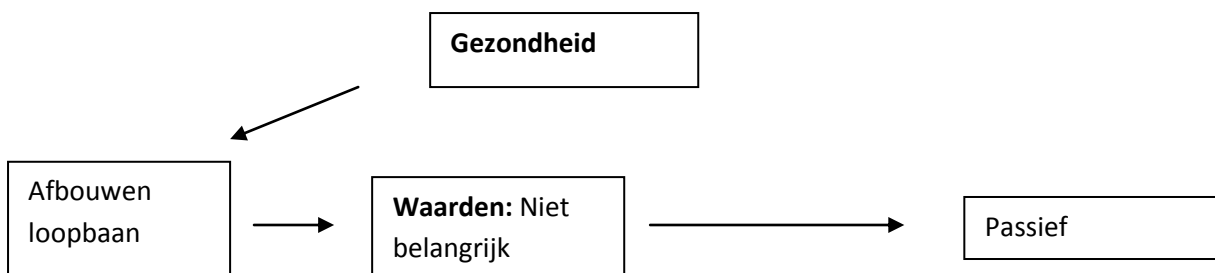 Gezondheid
Afbouwen
loopbaan
Waarden: Niet
belangrijk
Passief